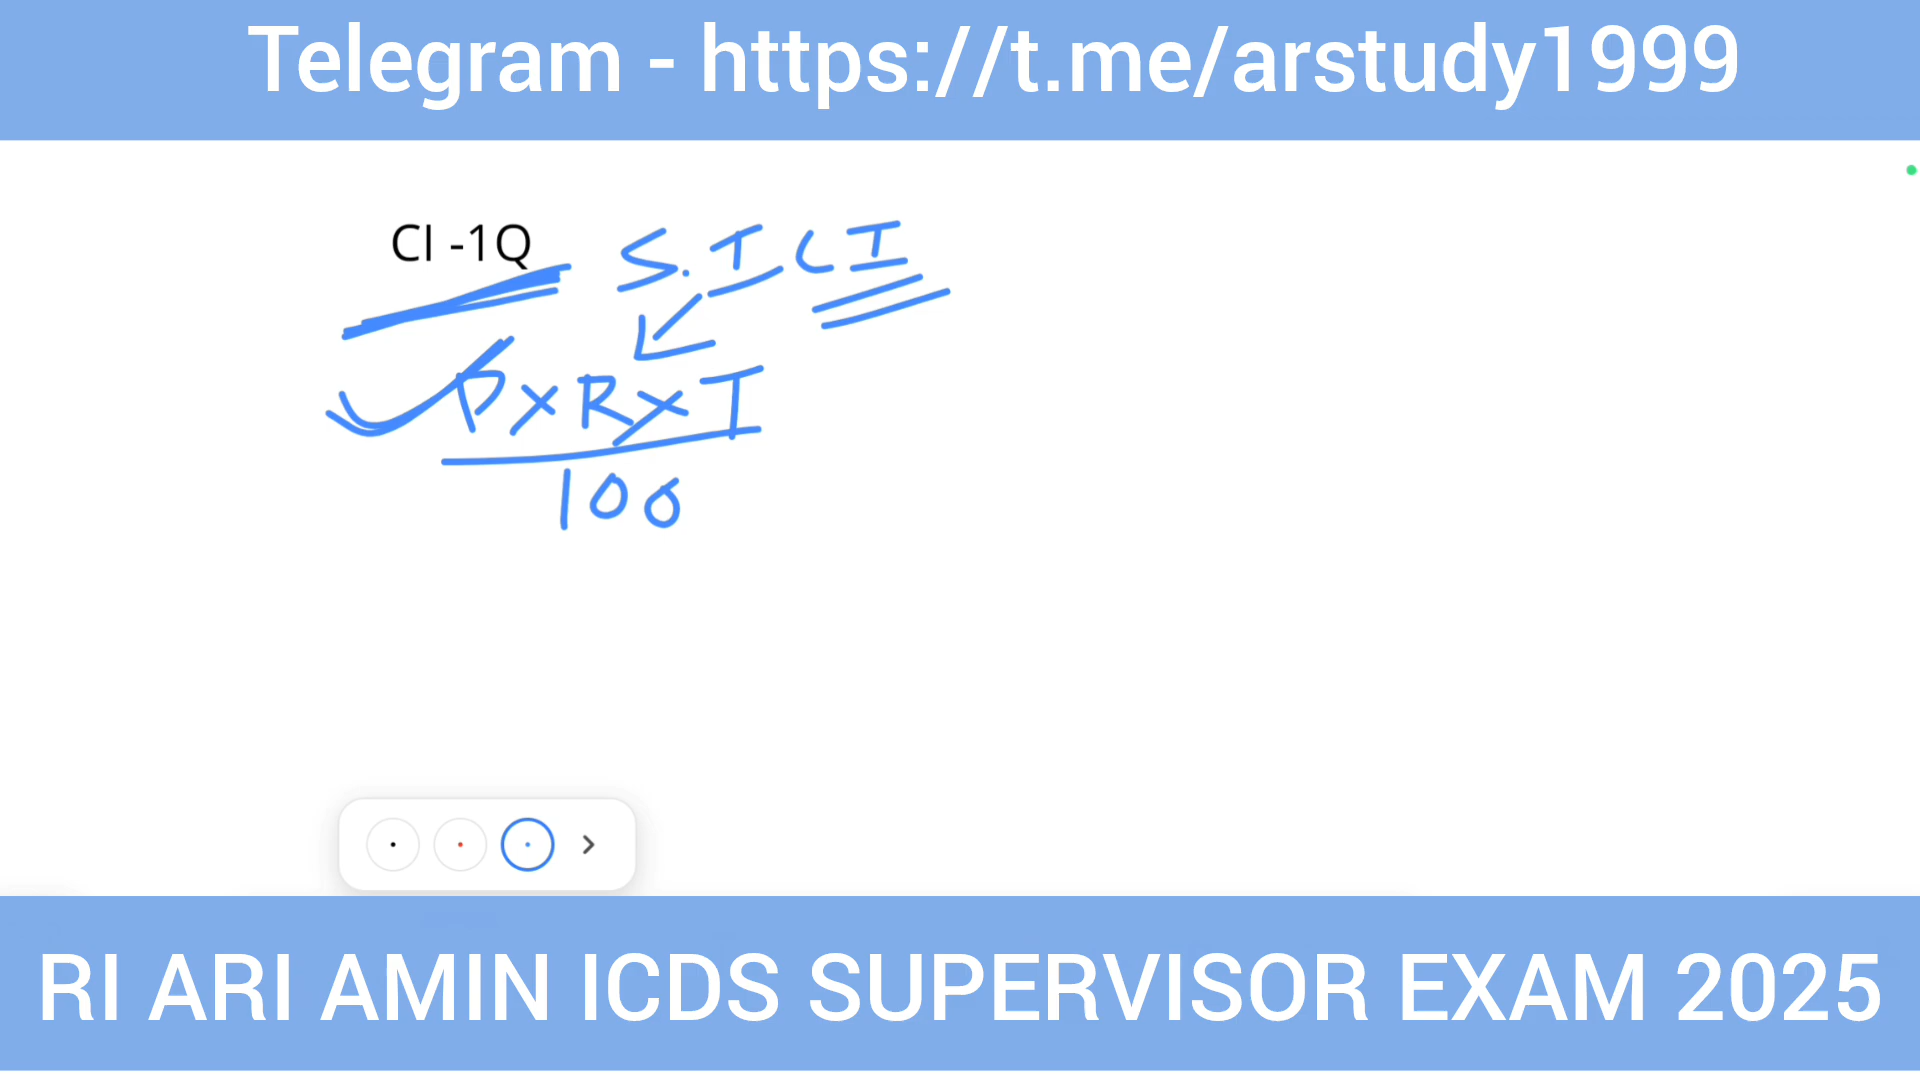 Telegram - https://t.me/arstudy1999
CI -1Q S.I CI
P×R×I
100
RI ARI AMIN ICDS SUPERVISOR EXAM 2025